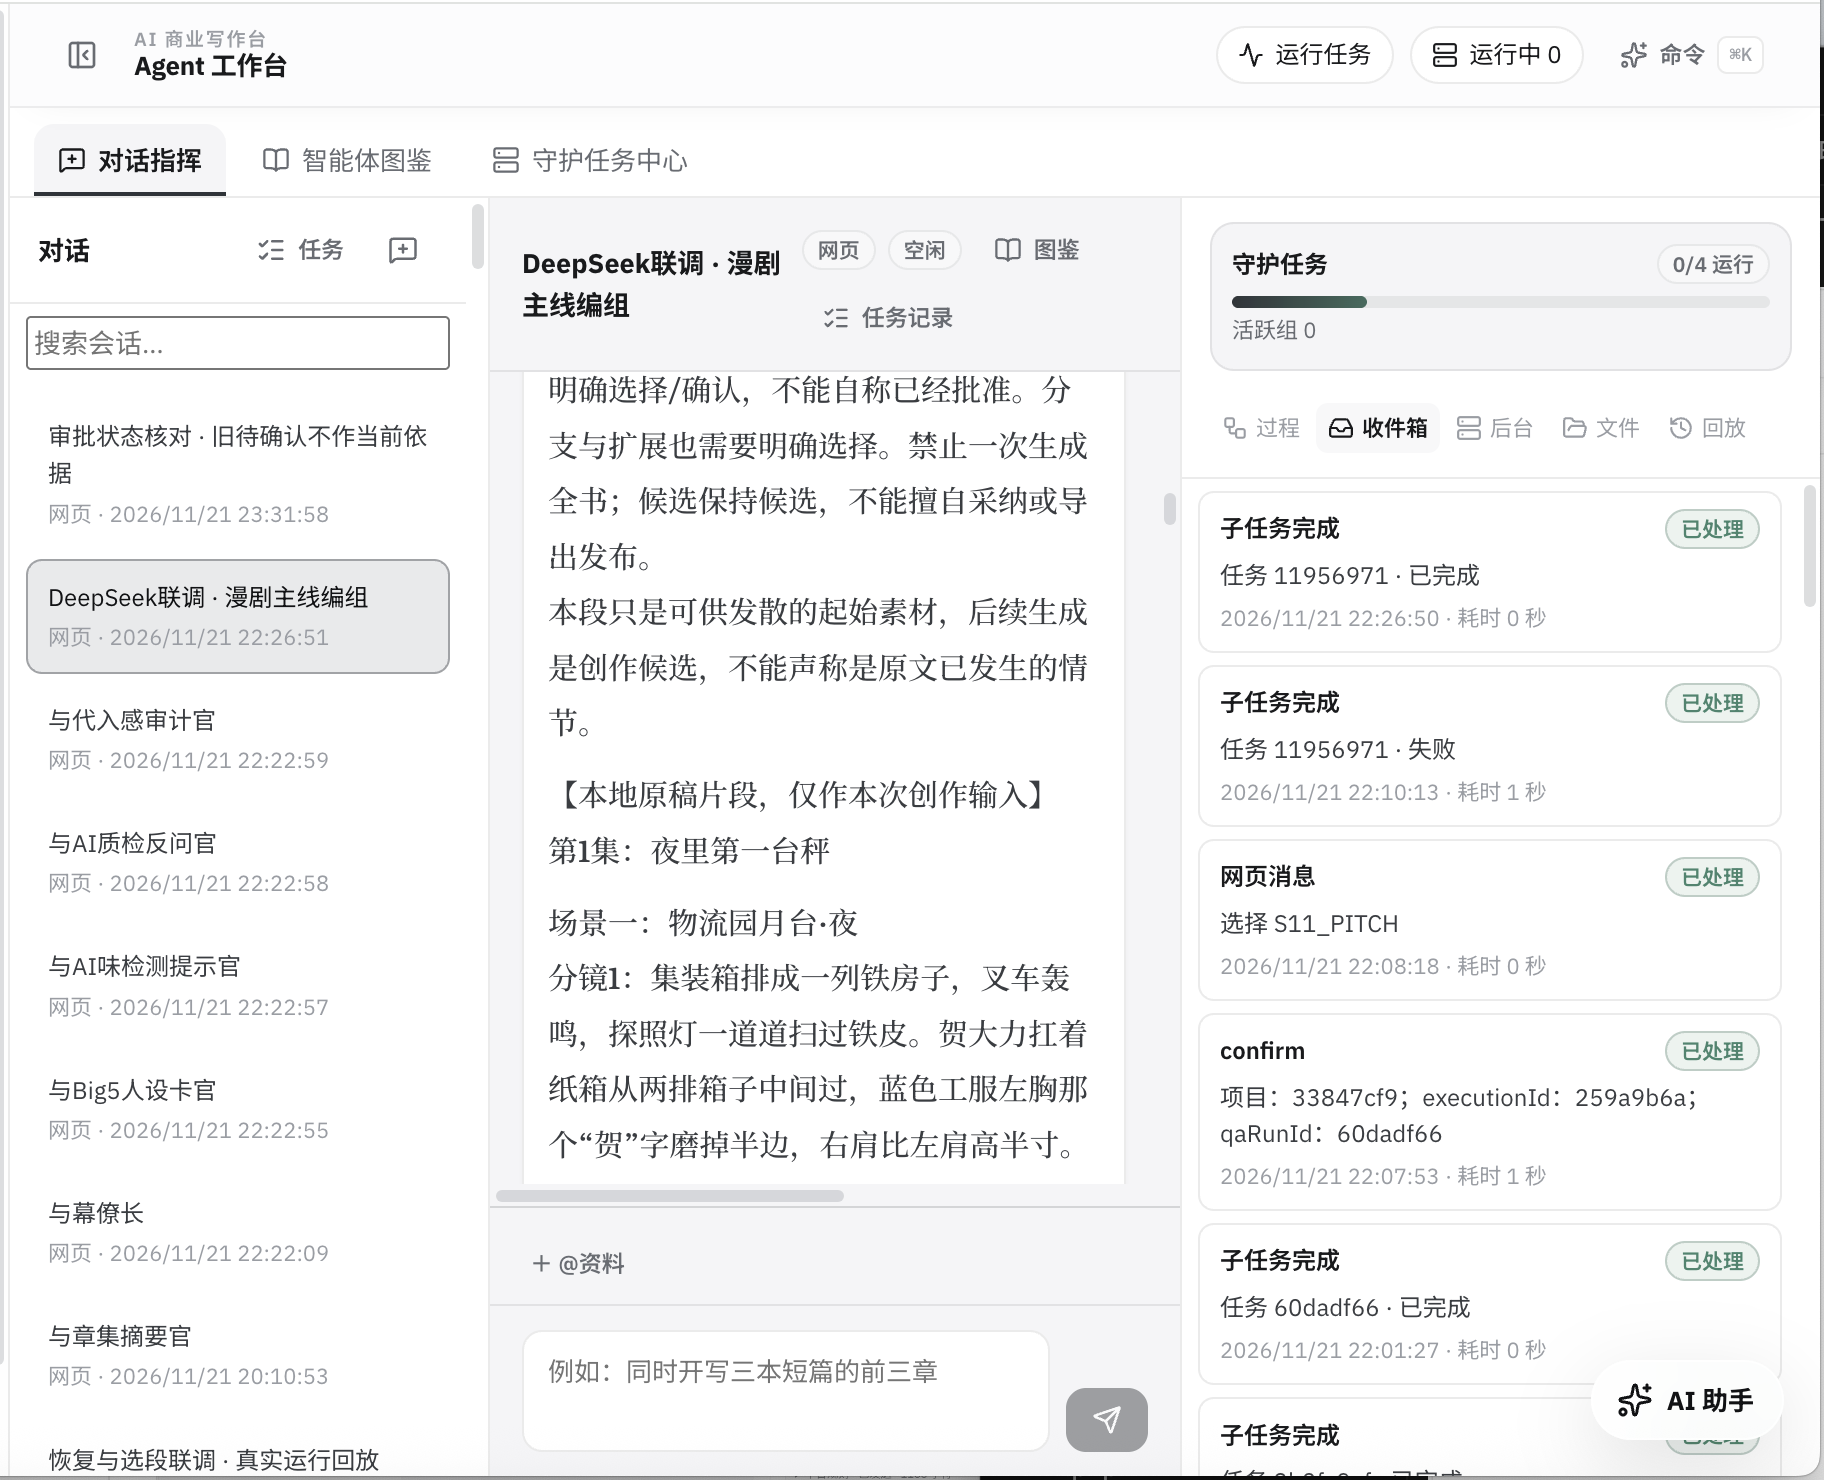 AI 商业写作台
Agent 工作台
运行任务
运行中 0
命令
⌘K
对话指挥
智能体图鉴
守护任务中心
对话
任务
搜索会话...
审批状态核对 · 旧待确认不作当前依
据
网页 · 2026/11/21 23:31:58
DeepSeek联调 · 漫剧主线编组
网页 · 2026/11/21 22:26:51
与代入感审计官
网页 · 2026/11/21 22:22:59
与AI质检反问官
网页 · 2026/11/21 22:22:58
与AI味检测提示官
网页 · 2026/11/21 22:22:57
与Big5人设卡官
网页 · 2026/11/21 22:22:55
与幕僚长
网页 · 2026/11/21 22:22:09
与章集摘要官
网页 · 2026/11/21 20:10:53
恢复与选段联调 · 真实运行回放
DeepSeek联调 · 漫剧
主线编组
网页
空闲
图鉴
任务记录
明确选择/确认，不能自称已经批准。分
支与扩展也需要明确选择。禁止一次生成
全书；候选保持候选，不能擅自采纳或导
出发布。
本段只是可供发散的起始素材，后续生成
是创作候选，不能声称是原文已发生的情
节。
【本地原稿片段，仅作本次创作输入】
第1集：夜里第一台秤
场景一：物流园月台·夜
分镜1：集装箱排成一列铁房子，叉车轰
鸣，探照灯一道道扫过铁皮。贺大力扛着
纸箱从两排箱子中间过，蓝色工服左胸那
个“贺”字磨掉半边，右肩比左肩高半寸。
+ @资料
例如：同时开写三本短篇的前三章
守护任务
0/4 运行
活跃组 0
过程
收件箱
后台
文件
回放
子任务完成
已处理
任务 11956971 · 已完成
2026/11/21 22:26:50 · 耗时 0 秒
子任务完成
已处理
任务 11956971 · 失败
2026/11/21 22:10:13 · 耗时 1 秒
网页消息
已处理
选择 S11_PITCH
2026/11/21 22:08:18 · 耗时 0 秒
confirm
已处理
项目：33847cf9；executionId：259a9b6a；
qaRunId：60dadf66
2026/11/21 22:07:53 · 耗时 1 秒
子任务完成
已处理
任务 60dadf66 · 已完成
2026/11/21 22:01:27 · 耗时 0 秒
子任务完成
AI 助手